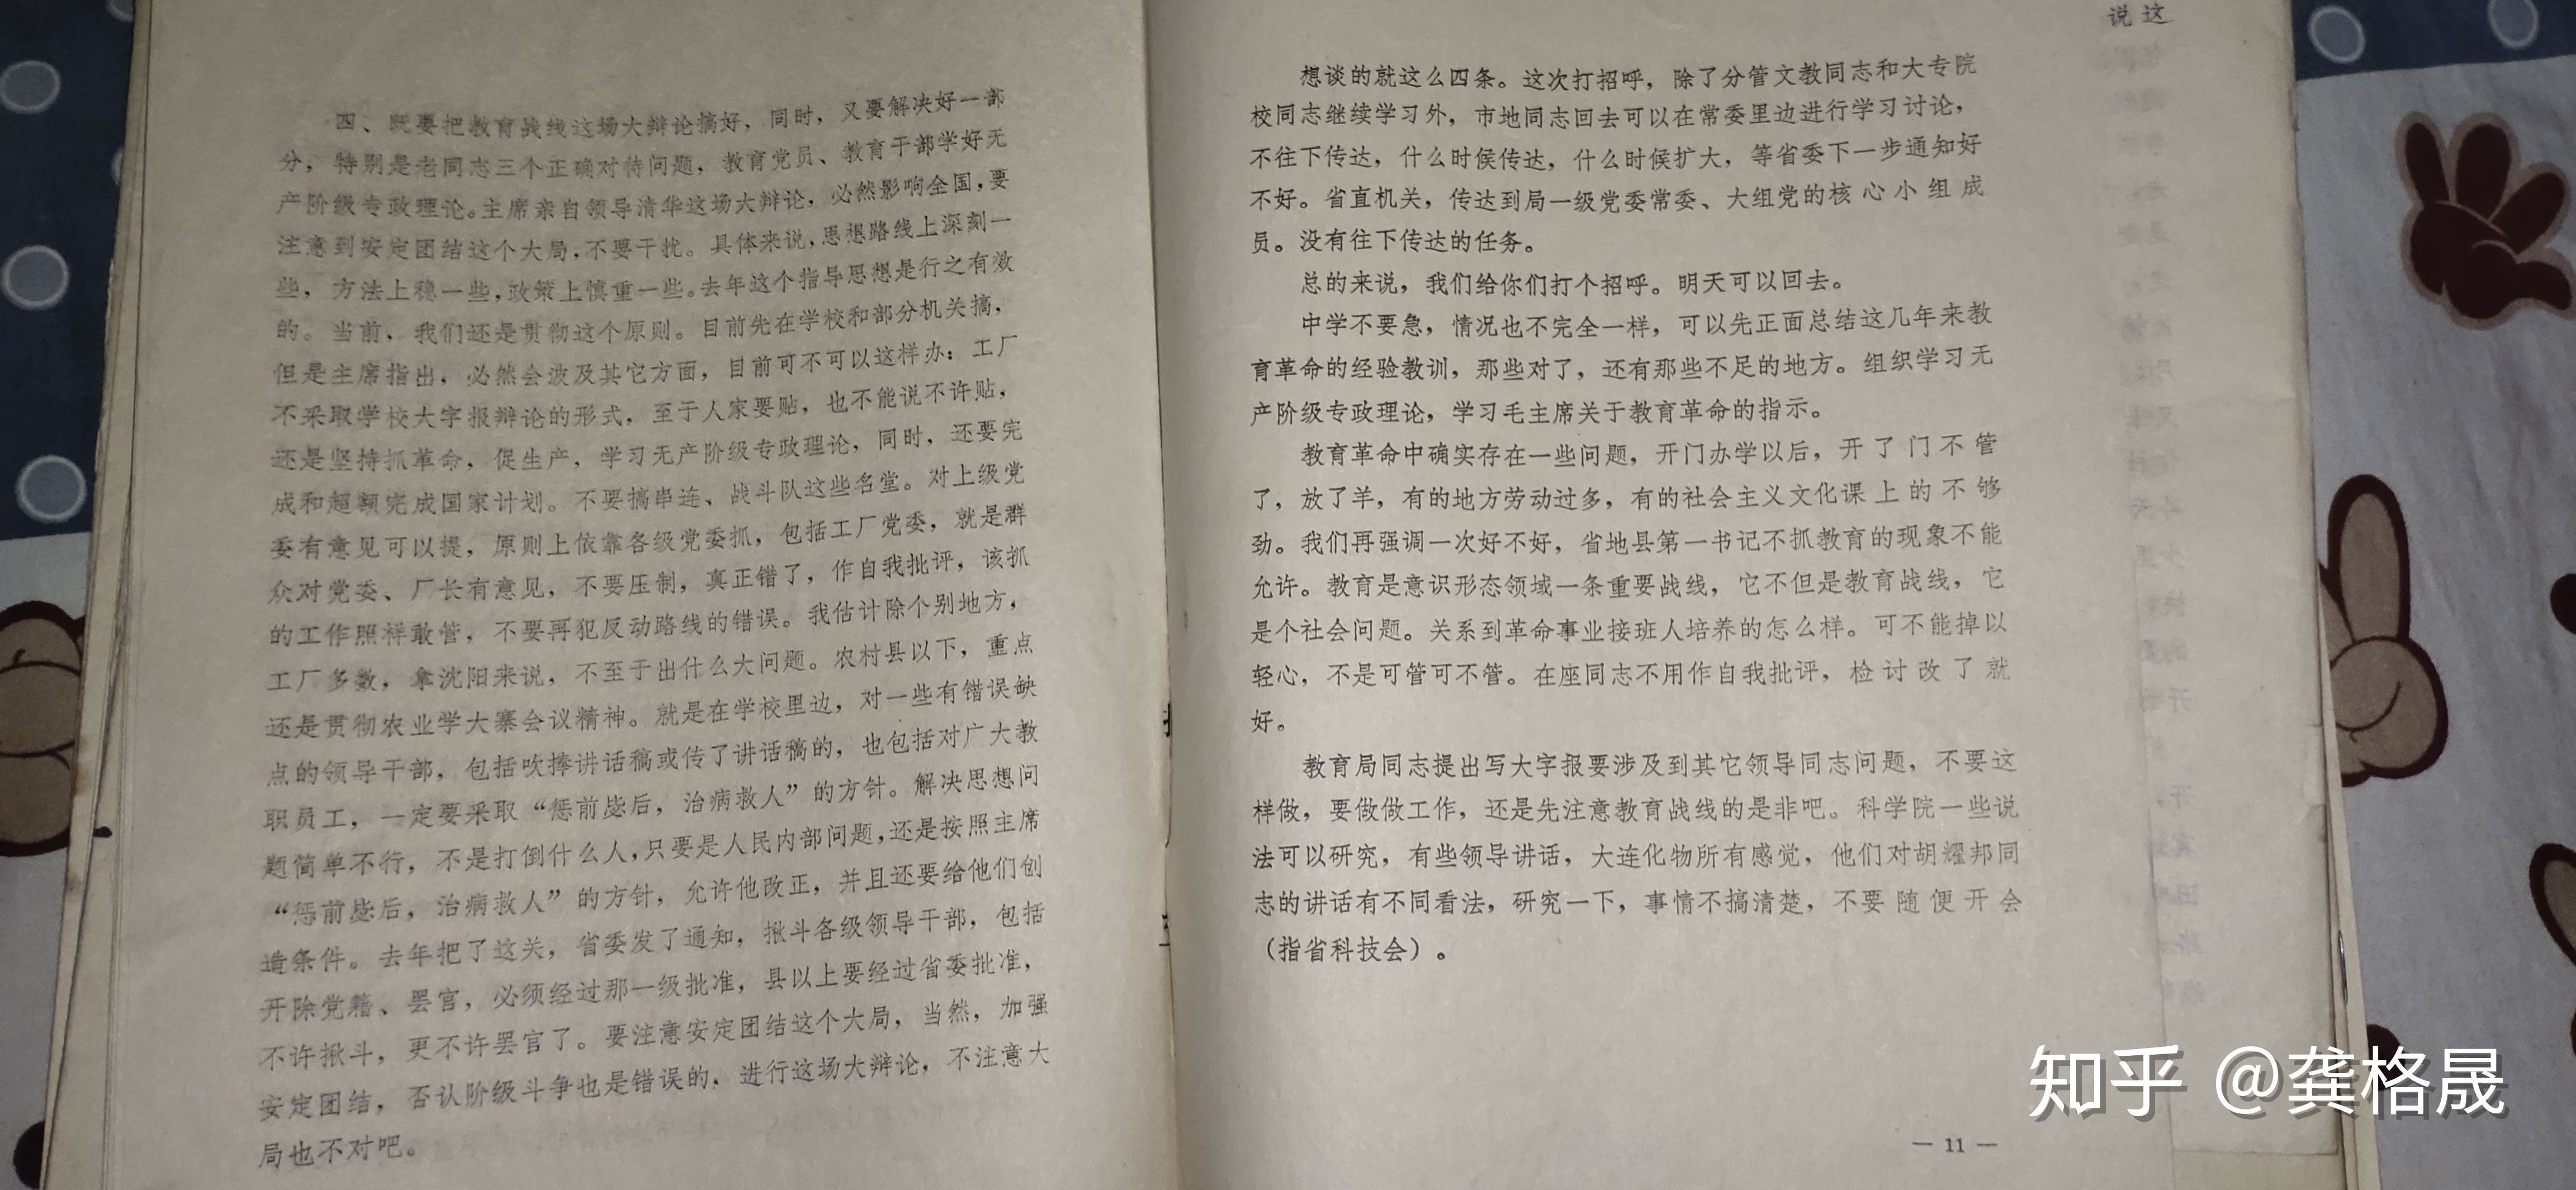 四、既要把教育战线这场大辩论搞好，同时，又要解决好一部
分，特别是老同志三个正确对待问题，教育党员、教育干部学好无
产阶级专政理论。主席亲自领导清华这场大辩论，必然影响全国，要
注意到安定团结这个大局，不要干扰。具体来说，思想路线上深刻一
些，方法上稳一些，政策上慎重一些。去年这个指导思想是行之有效
的。当前、我们还是贯彻这个原则。目前先在学校和部分机关搞，
但是主席指出，必然会波及其它方面，目前可不可以这样办：工厂
不采取学校大字报辩论的形式，至于人家要贴，也不能说不许贴，
还是坚持抓革命，促生产，学习无产阶级专政理论，同时，还要完
成和超额完成国家计划。不要搞串连、战斗队这些名堂。对上级党
委有意见可以提，原则上依靠各级党委抓，包括工厂党委，就是群
众对党委、厂长有意见，不要压制，真正错了，作自我批评，该抓
的工作照样敢管，不要再犯反动路线的错误。我估计除个别地方，
工厂多数，拿沈阳来说，不至于出什么大问题。农村县以下，重点
还是贯彻农业学大寨会议精神。就是在学校里边，对一些有错误缺
点的领导干部，包括吹捧讲话稿或传了讲话稿的，也包括对广大教
职员工，一定要采取“惩前毖后，治病救人”的方针。解决思想问
题简单不行，不是打倒什么人，只要是人民内部问题，还是按照主席
“惩前毖后，治病救人”的方针，允许他改正，并且还要给他们创
造条件。去年把了这关，省委发了通知，揪斗各级领导干部，包括
开除党籍、罢官，必须经过那一级批准，县以上要经过省委批准，
不许揪斗，更不许罢官了。要注意安定团结这个大局，当然，加强
安定团结，否认阶级斗争也是错误的，进行这场大辩论，不注意大
局也不对吧。
想谈的就这么四条。这次打招呼，除了分管文教同志和大专院
校同志继续学习外，市地同志回去可以在常委里边进行学习讨论，
不往下传达，什么时候传达，什么时候扩大，等省委下一步通知好
不好。省直机关，传达到局一级党委常委、大组党的核心小组成
员。没有往下传达的任务。
总的来说，我们给你们打个招呼。明天可以回去。
中学不要急，情况也不完全一样，可以先正面总结这几年来教
育革命的经验教训，那些对了，还有那些不足的地方。组织学习无
产阶级专政理论，学习毛主席关于教育革命的指示。
教育革命中确实存在一些问题，开门办学以后，开了门不管
了，放了羊，有的地方劳动过多，有的社会主义文化课上的不够
劲。我们再强调一次好不好，省地县第一书记不抓教育的现象不能
允许。教育是意识形态领域一条重要战线，它不但是教育战线，它
是个社会问题。关系到革命事业接班人培养的怎么样。可不能掉以
轻心，不是可管可不管。在座同志不用作自我批评，检讨改了就
好。
教育局同志提出写大字报要涉及到其它领导同志问题，不要这
样做，要做做工作，还是先注意教育战线的是非吧。科学院一些说
法可以研究，有些领导讲话，大连化物所有感觉，他们对胡耀邦同
志的讲话有不同看法，研究一下，事情不搞清楚，不要随便开会
（指省科技会）。
— 11 —
说这
知乎 @龚格晟